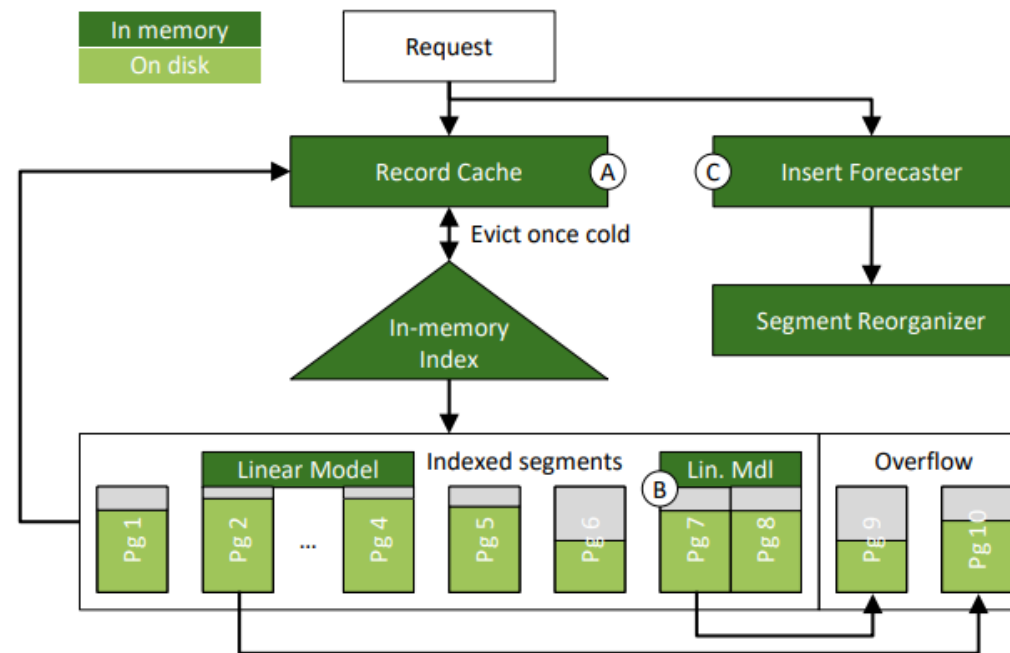 In memory
On disk
Request
Record Cache
A
C
Insert Forecaster
Evict once cold
In-memory
Index
Segment Reorganizer
Linear Model
Indexed segments
Lin. Mdl
Overflow
B
Pg 1
Pg 2
...
Pg 4
Pg 5
Pg 6
Pg 7
Pg 8
Pg 9
Pg 10